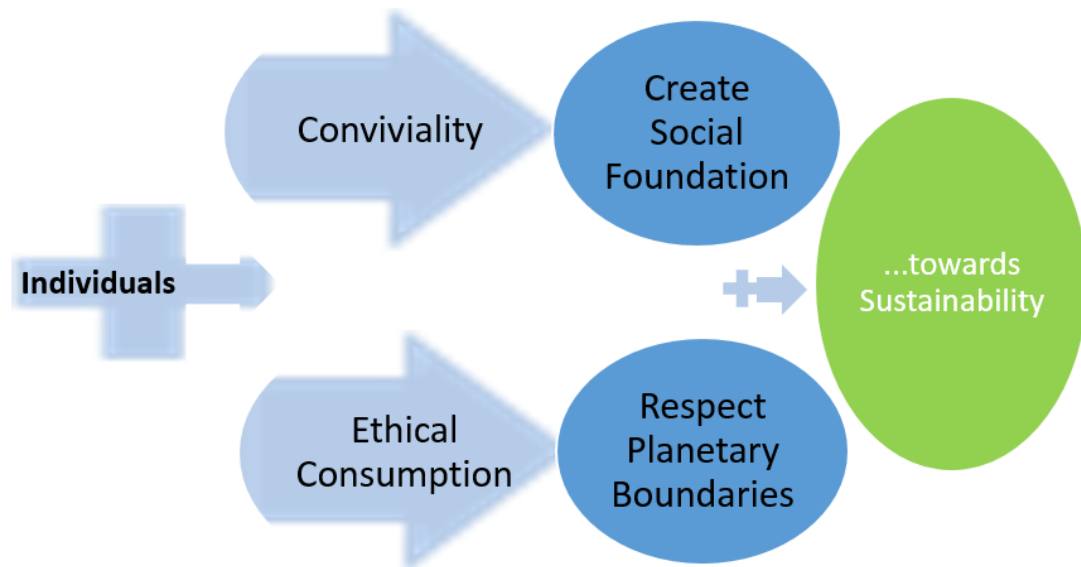 Individuals
Conviviality
Create
Social
Foundation
Ethical
Consumption
Respect
Planetary
Boundaries
...towards
Sustainability